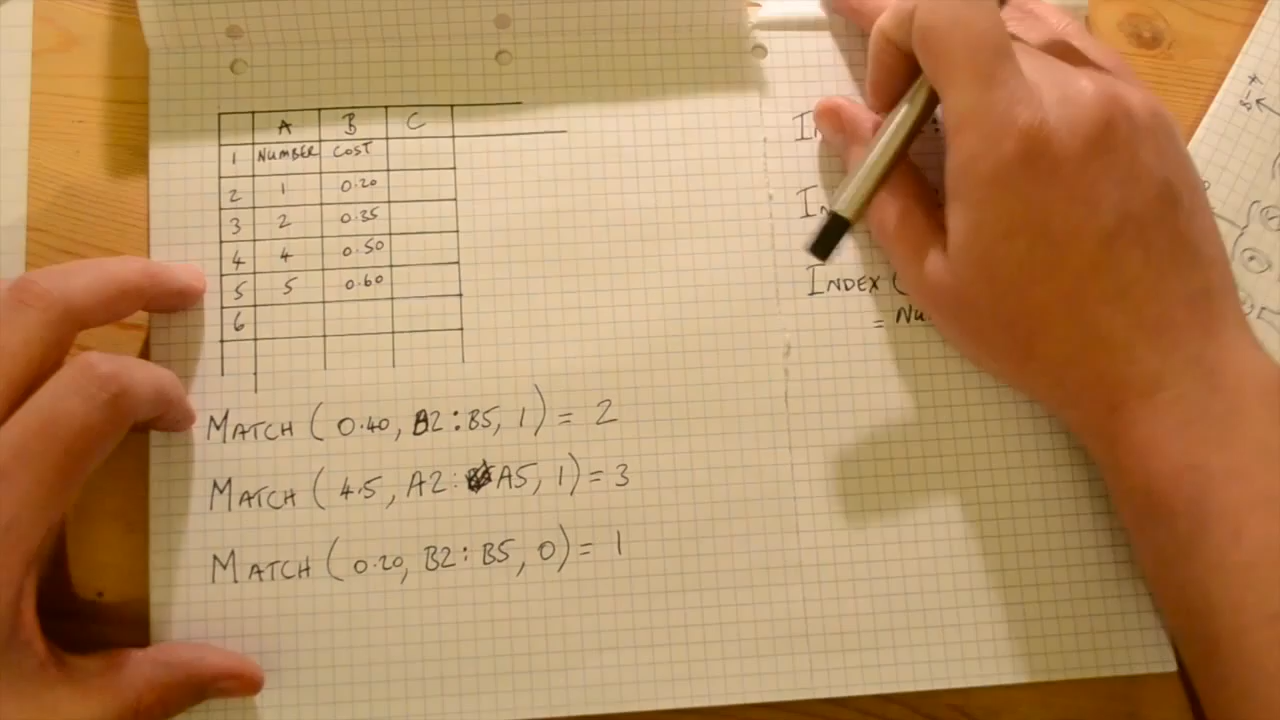 A B C
1 NUMBER COST
2 1 0.20
3 2 0.35
4 4 0.50
5 5 0.60
6
MATCH ( 0.40, B2 : B5, 1 ) = 2
MATCH ( 4.5, A2 : A5, 1 ) = 3
MATCH ( 0.20, B2 : B5, 0 ) = 1
INDEX (
=